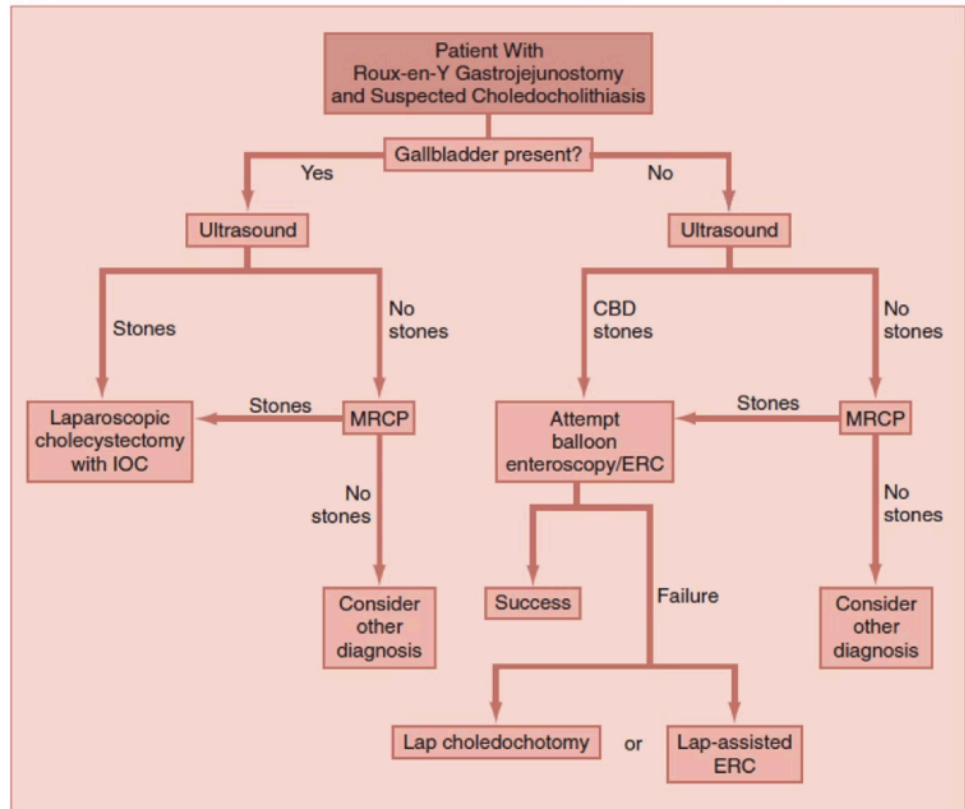 Patient With
Roux-en-Y Gastrojejunostomy
and Suspected Choledocholithiasis
Gallbladder present?
Yes
No
Ultrasound
Ultrasound
Stones
No
stones
CBD
stones
No
stones
Laparoscopic
cholecystectomy
with IOC
Stones
MRCP
Attempt
balloon
enteroscopy/ERC
Stones
MRCP
No
stones
No
stones
Consider
other
diagnosis
Success
Failure
Consider
other
diagnosis
Lap choledochotomy
or
Lap-assisted
ERC